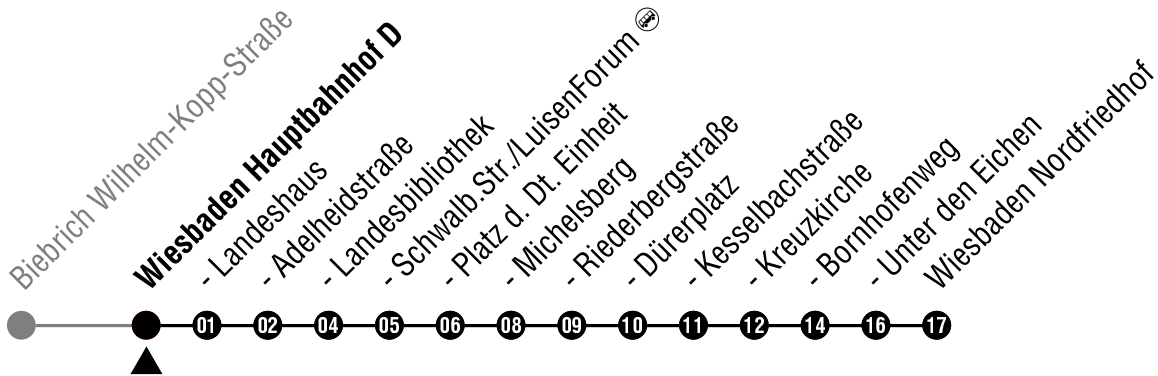 Biebrich Wilhelm-Kopp-Straße
Wiesbaden Hauptbahnhof D
- Landeshaus
- Adelheidstraße
- Landesbibliothek
- Schwalb.Str./LuisenForum
- Platz d. Dt. Einheit
- Michelsberg
- Riederbergstraße
- Dürerplatz
- Kesselbachstraße
- Kreuzkirche
- Bornhofenweg
- Unter den Eichen
Wiesbaden Nordfriedhof
01 02 04 05 06 08 09 10 11 12 14 16 17